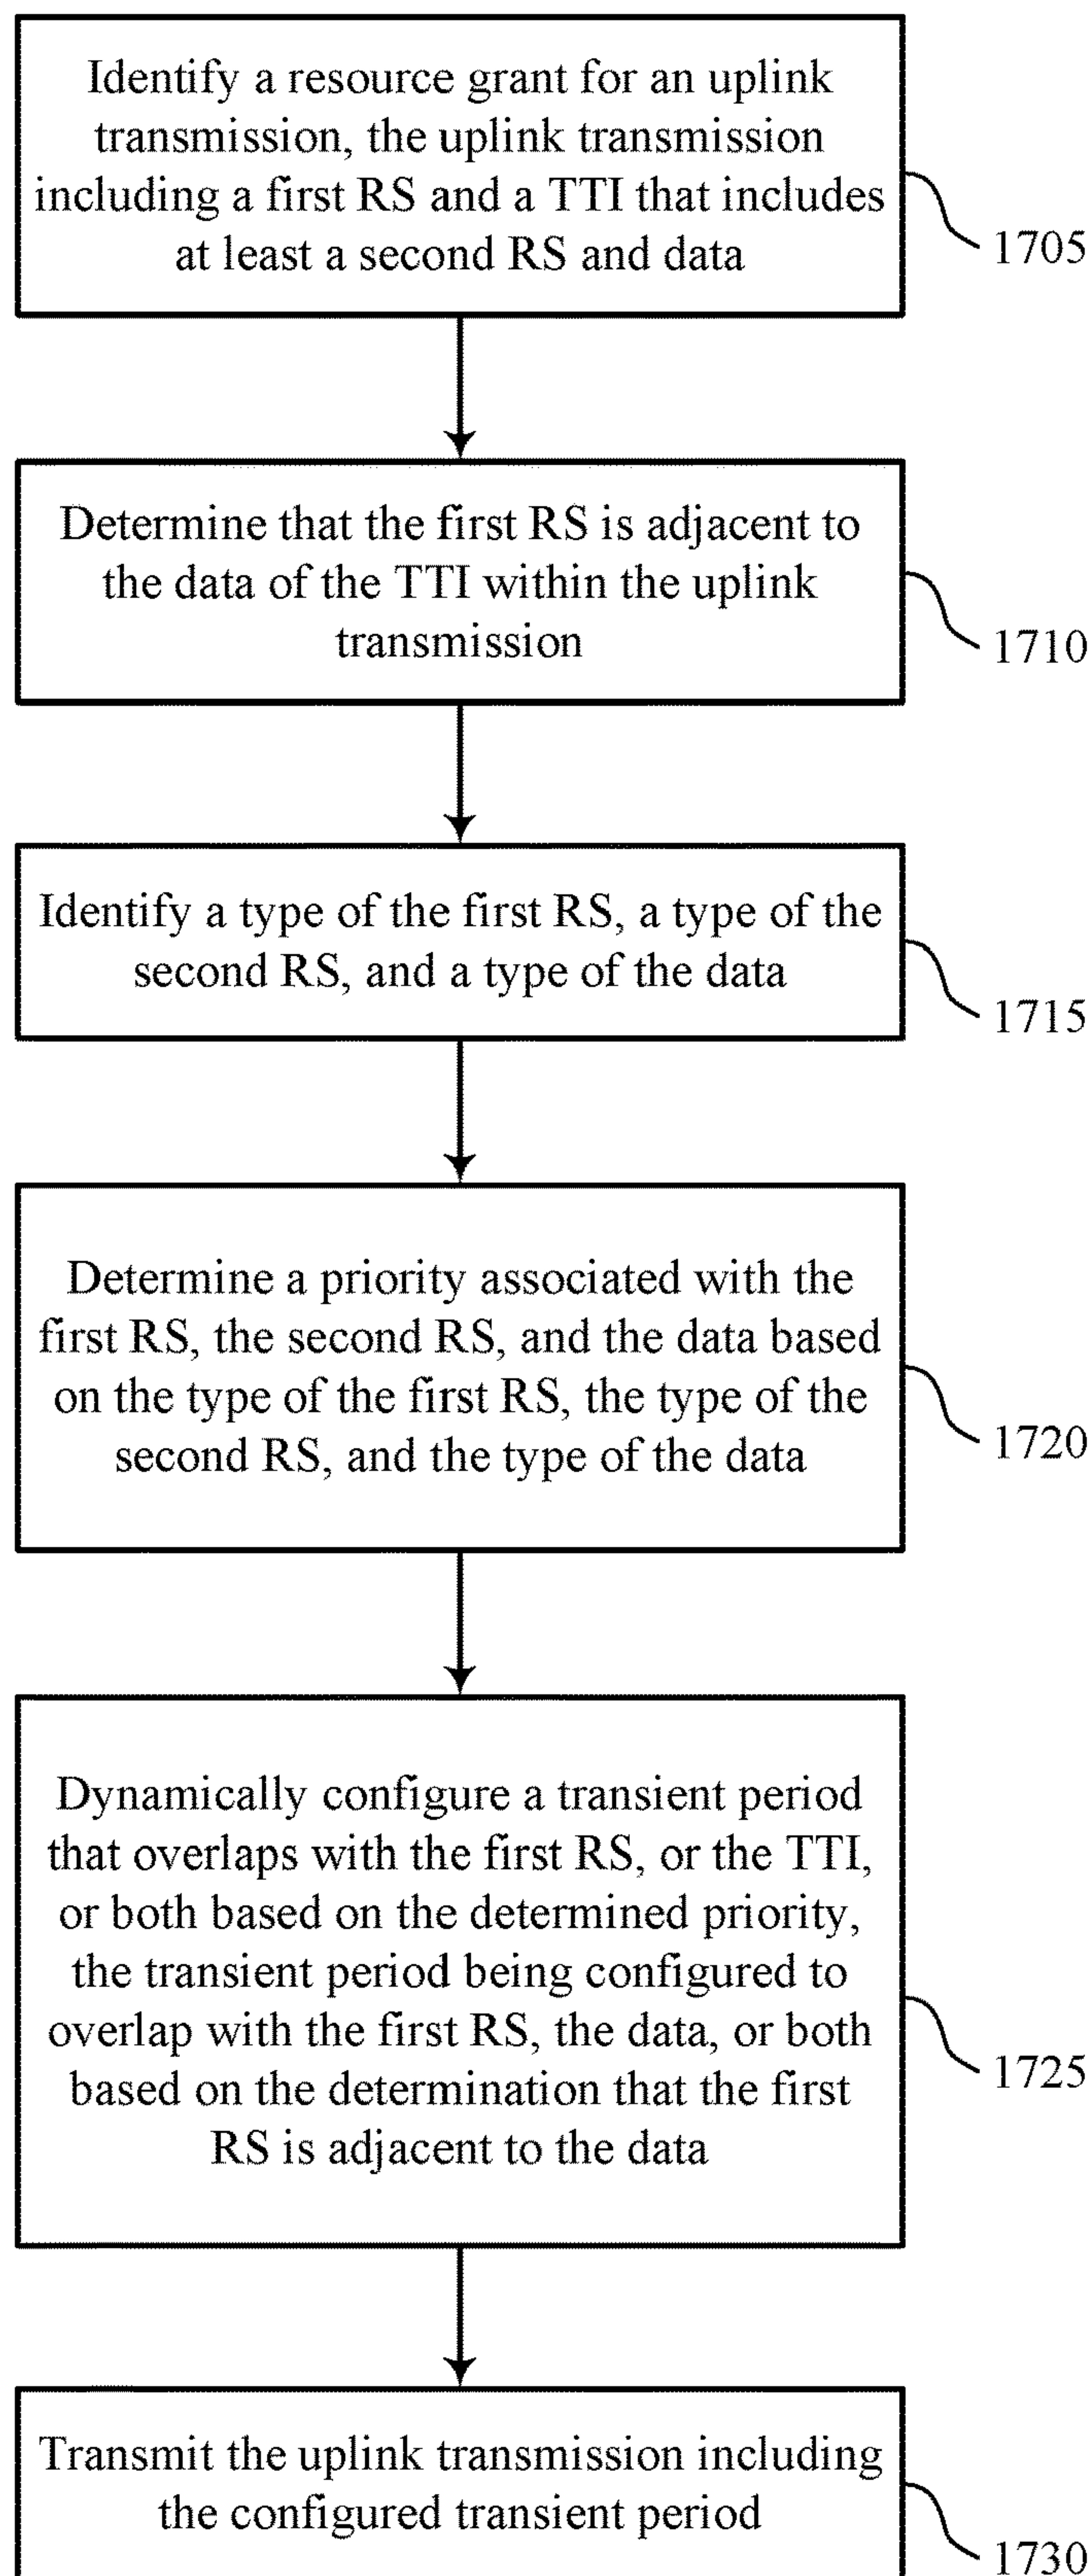 Identify a resource grant for an uplink
transmission, the uplink transmission
including a first RS and a TTI that includes
at least a second RS and data
1705
Determine that the first RS is adjacent to
the data of the TTI within the uplink
transmission
1710
Identify a type of the first RS, a type of the
second RS, and a type of the data
1715
Determine a priority associated with the
first RS, the second RS, and the data based
on the type of the first RS, the type of the
second RS, and the type of the data
1720
Dynamically configure a transient period
that overlaps with the first RS, or the TTI,
or both based on the determined priority,
the transient period being configured to
overlap with the first RS, the data, or both
based on the determination that the first
RS is adjacent to the data
1725
Transmit the uplink transmission including
the configured transient period
1730